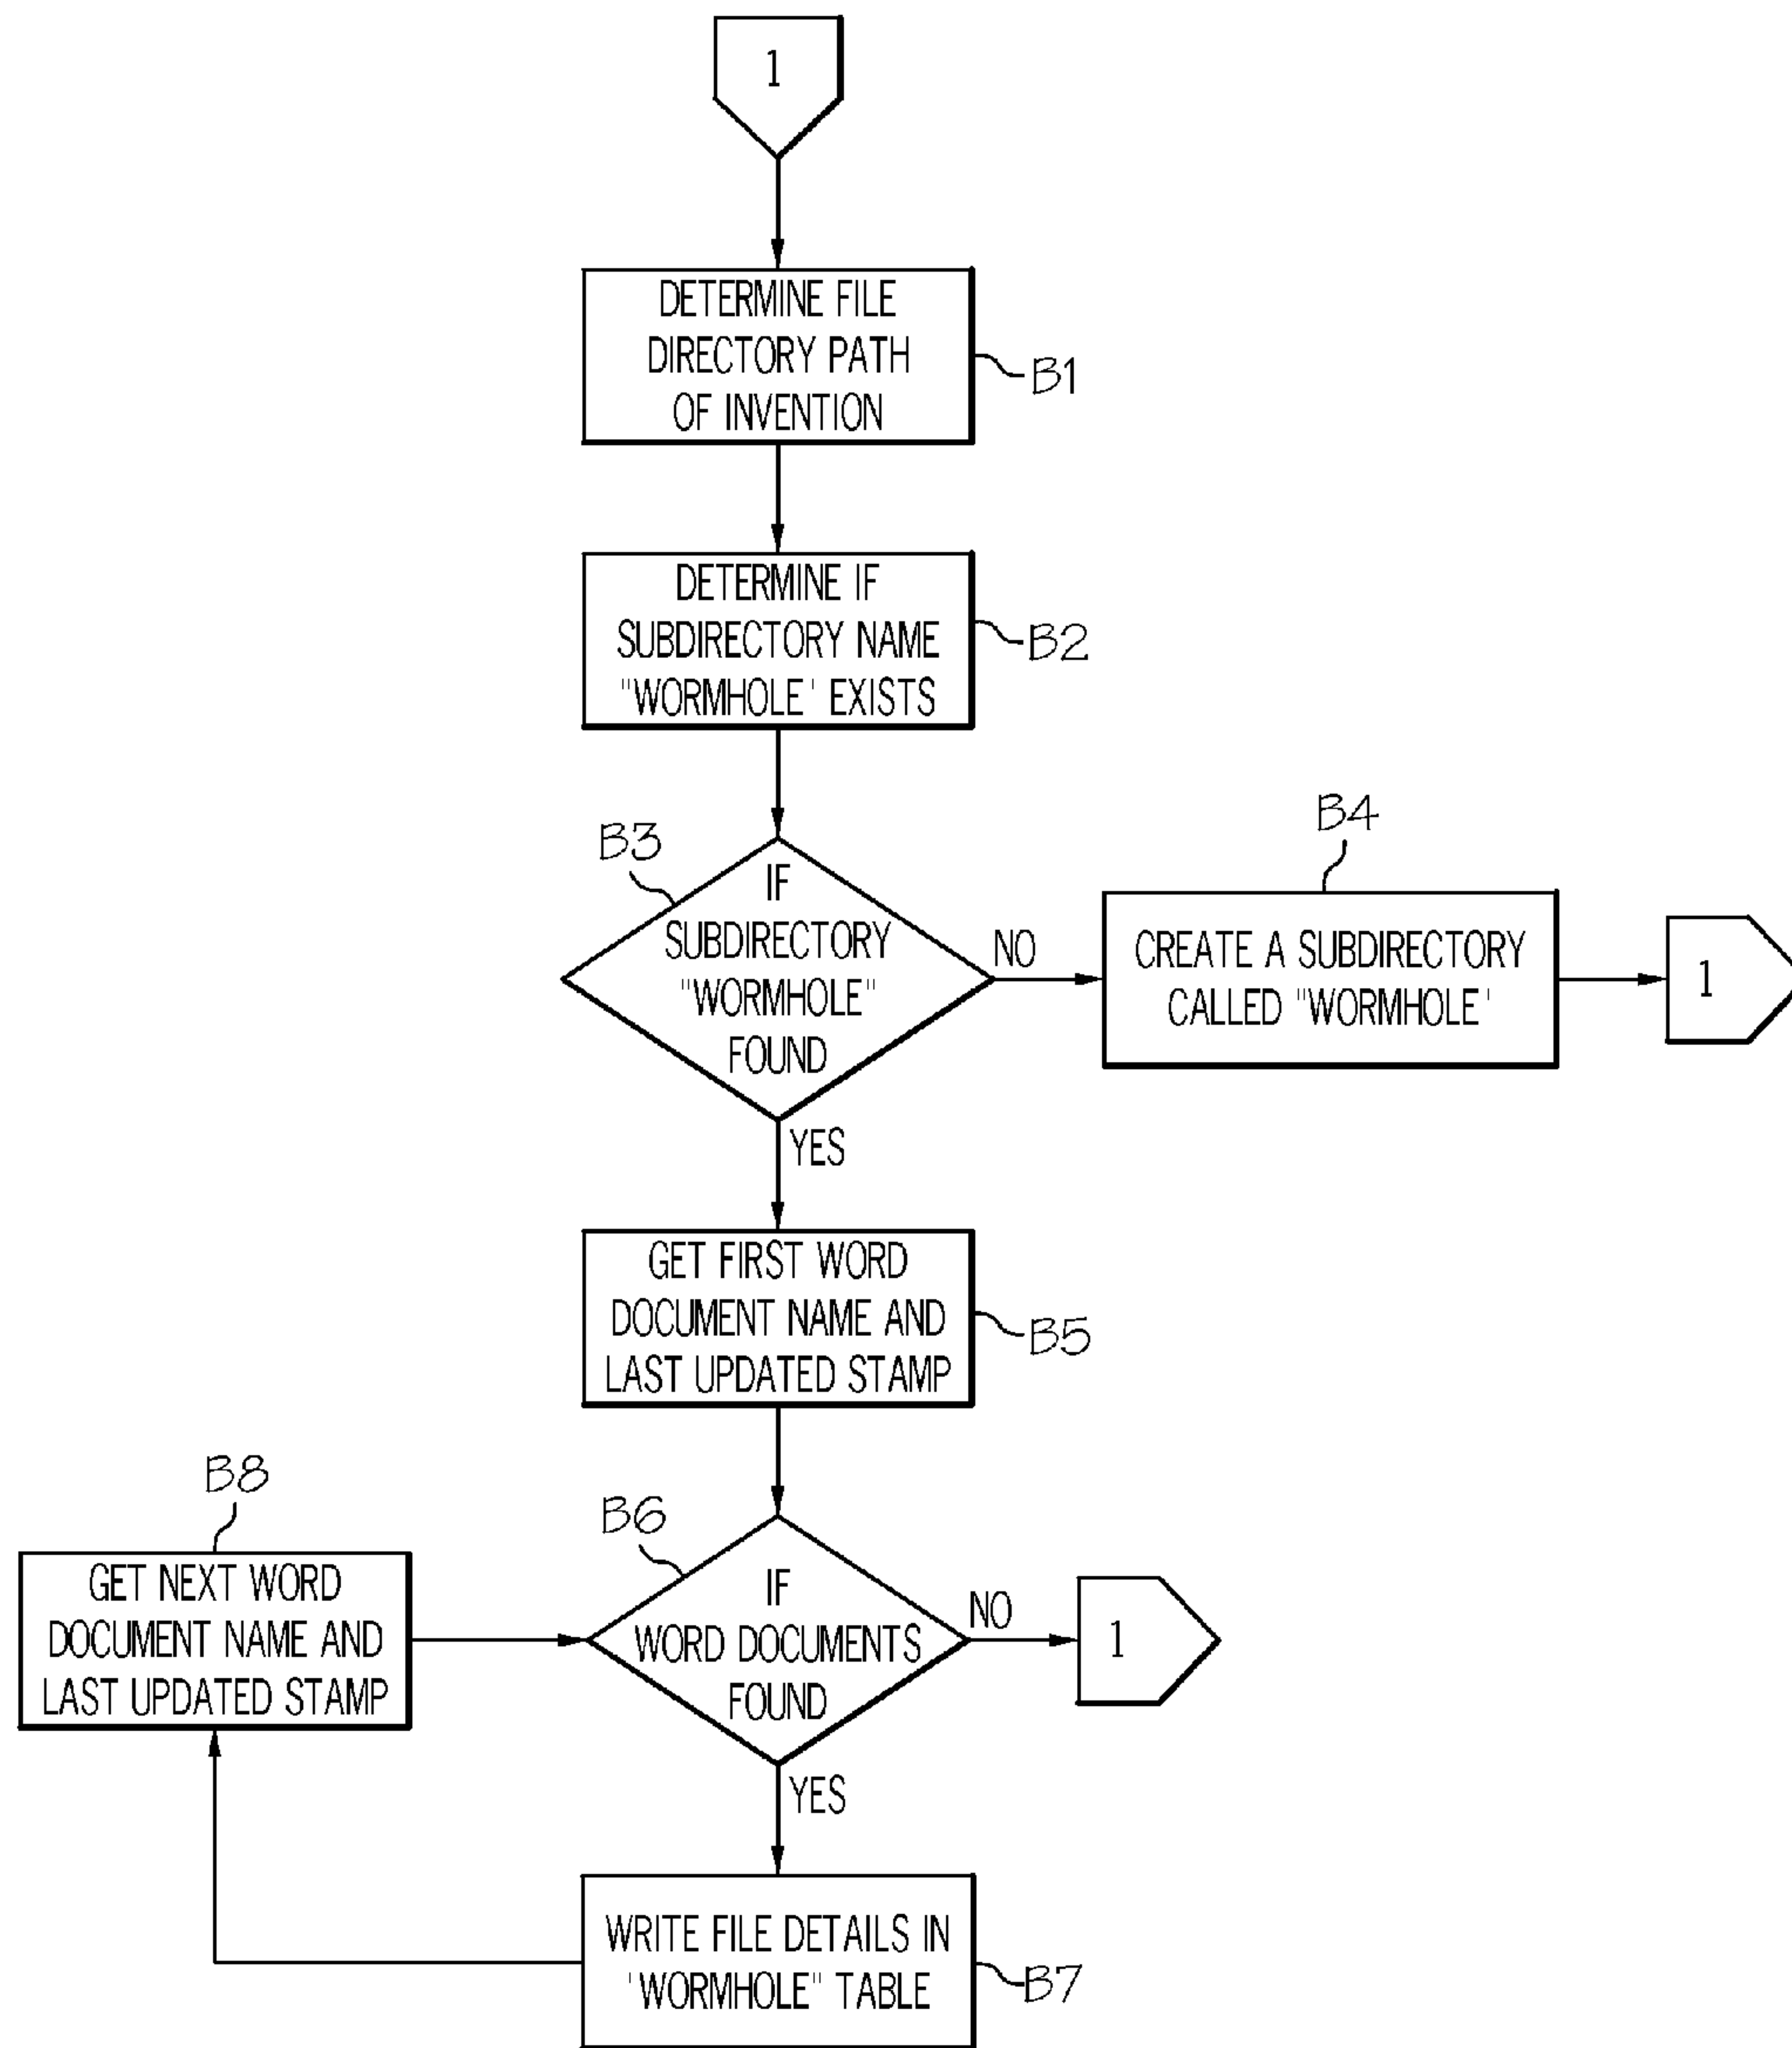 1
DETERMINE FILE
DIRECTORY PATH
OF INVENTION
B1
DETERMINE IF
SUBDIRECTORY NAME
"WORMHOLE' EXISTS
B2
B3
IF
SUBDIRECTORY
"WORMHOLE"
FOUND
NO
B4
CREATE A SUBDIRECTORY
CALLED "WORMHOLE'
1
YES
GET FIRST WORD
DOCUMENT NAME AND
LAST UPDATED STAMP
B5
B8
GET NEXT WORD
DOCUMENT NAME AND
LAST UPDATED STAMP
B6
IF
WORD DOCUMENTS
FOUND
NO
1
YES
WRITE FILE DETAILS IN
'WORMHOLE" TABLE
B7